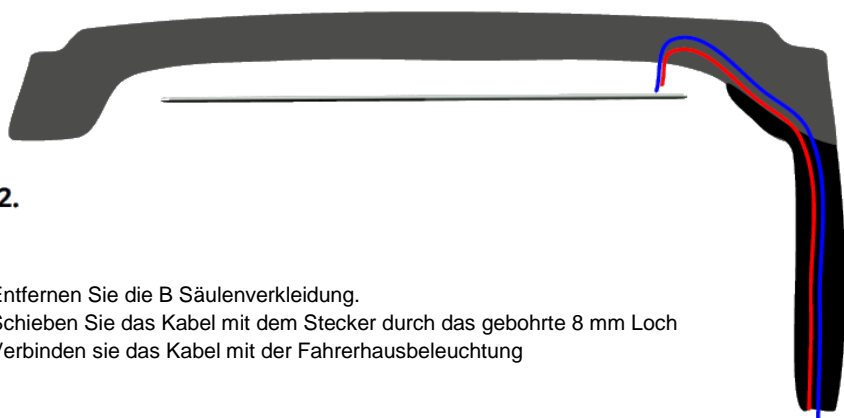 2.
Entfernen Sie die B Säulenverkleidung.
Schieben Sie das Kabel mit dem Stecker durch das gebohrte 8 mm Loch
Verbinden sie das Kabel mit der Fahrerhausbeleuchtung